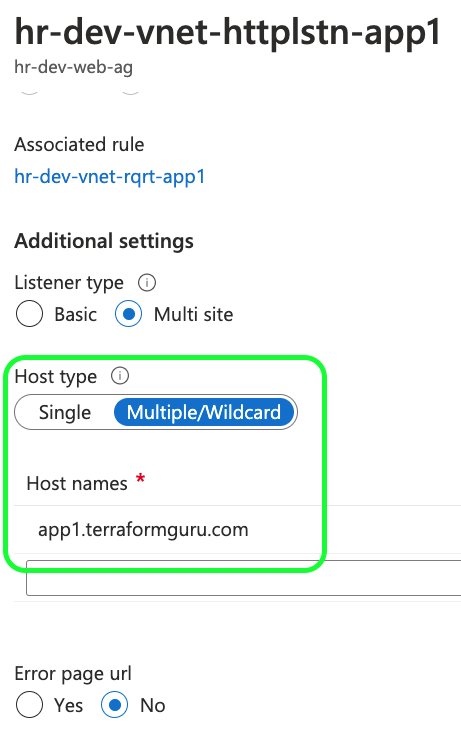 hr-dev-vnet-httplstn-app1
hr-dev-web-ag
Associated rule
hr-dev-vnet-rqrt-app1
Additional settings
Listener type
Basic Multi site
Host type
Single Multiple/Wildcard
Host names *
app1.terraformguru.com
Error page url
Yes No